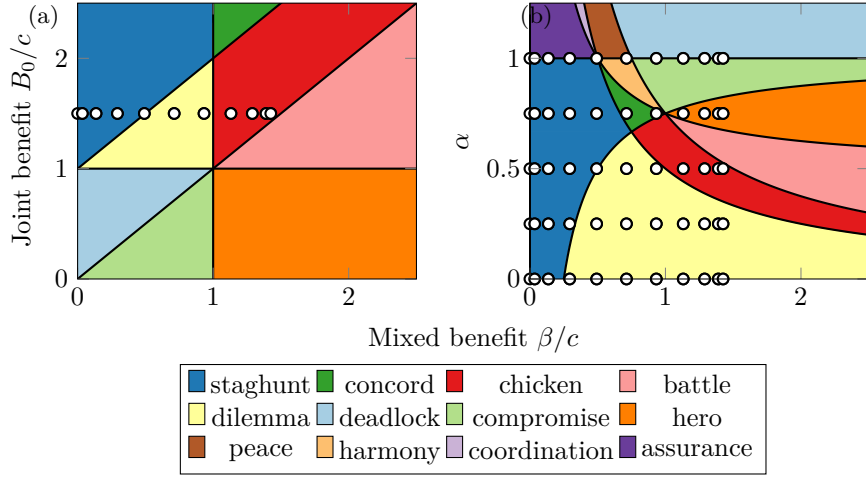 (a)
(b)
Joint benefit B₀/c
2
1
0
0
1
2
α
1
0.5
0
0
1
2
Mixed benefit β/c
staghunt concord chicken battle
dilemma deadlock compromise hero
peace harmony coordination assurance